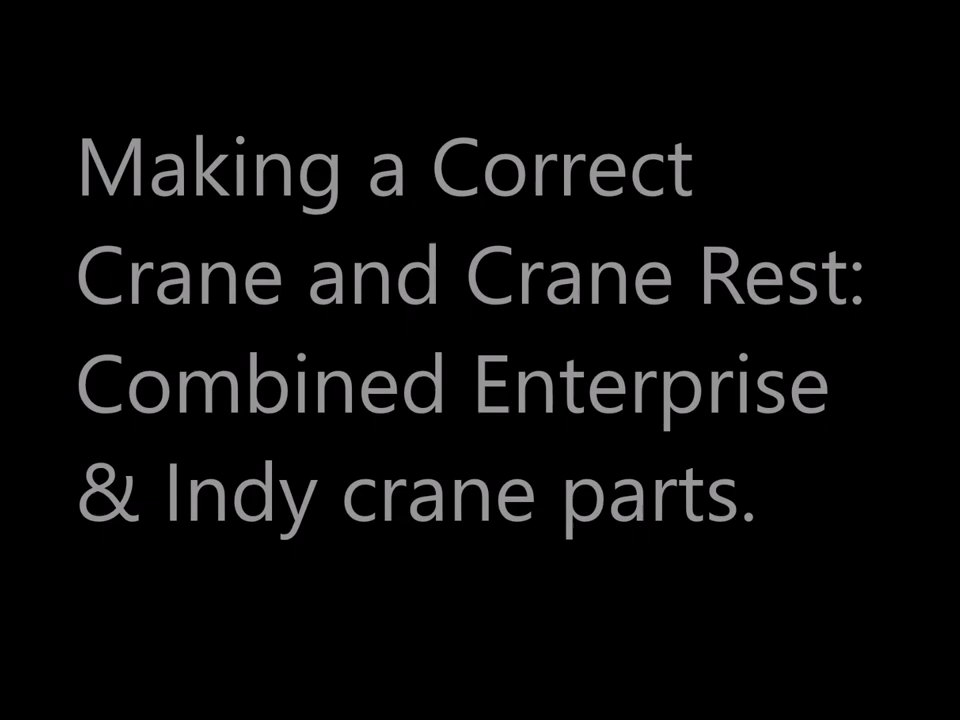 Making a Correct
Crane and Crane Rest:
Combined Enterprise
& Indy crane parts.